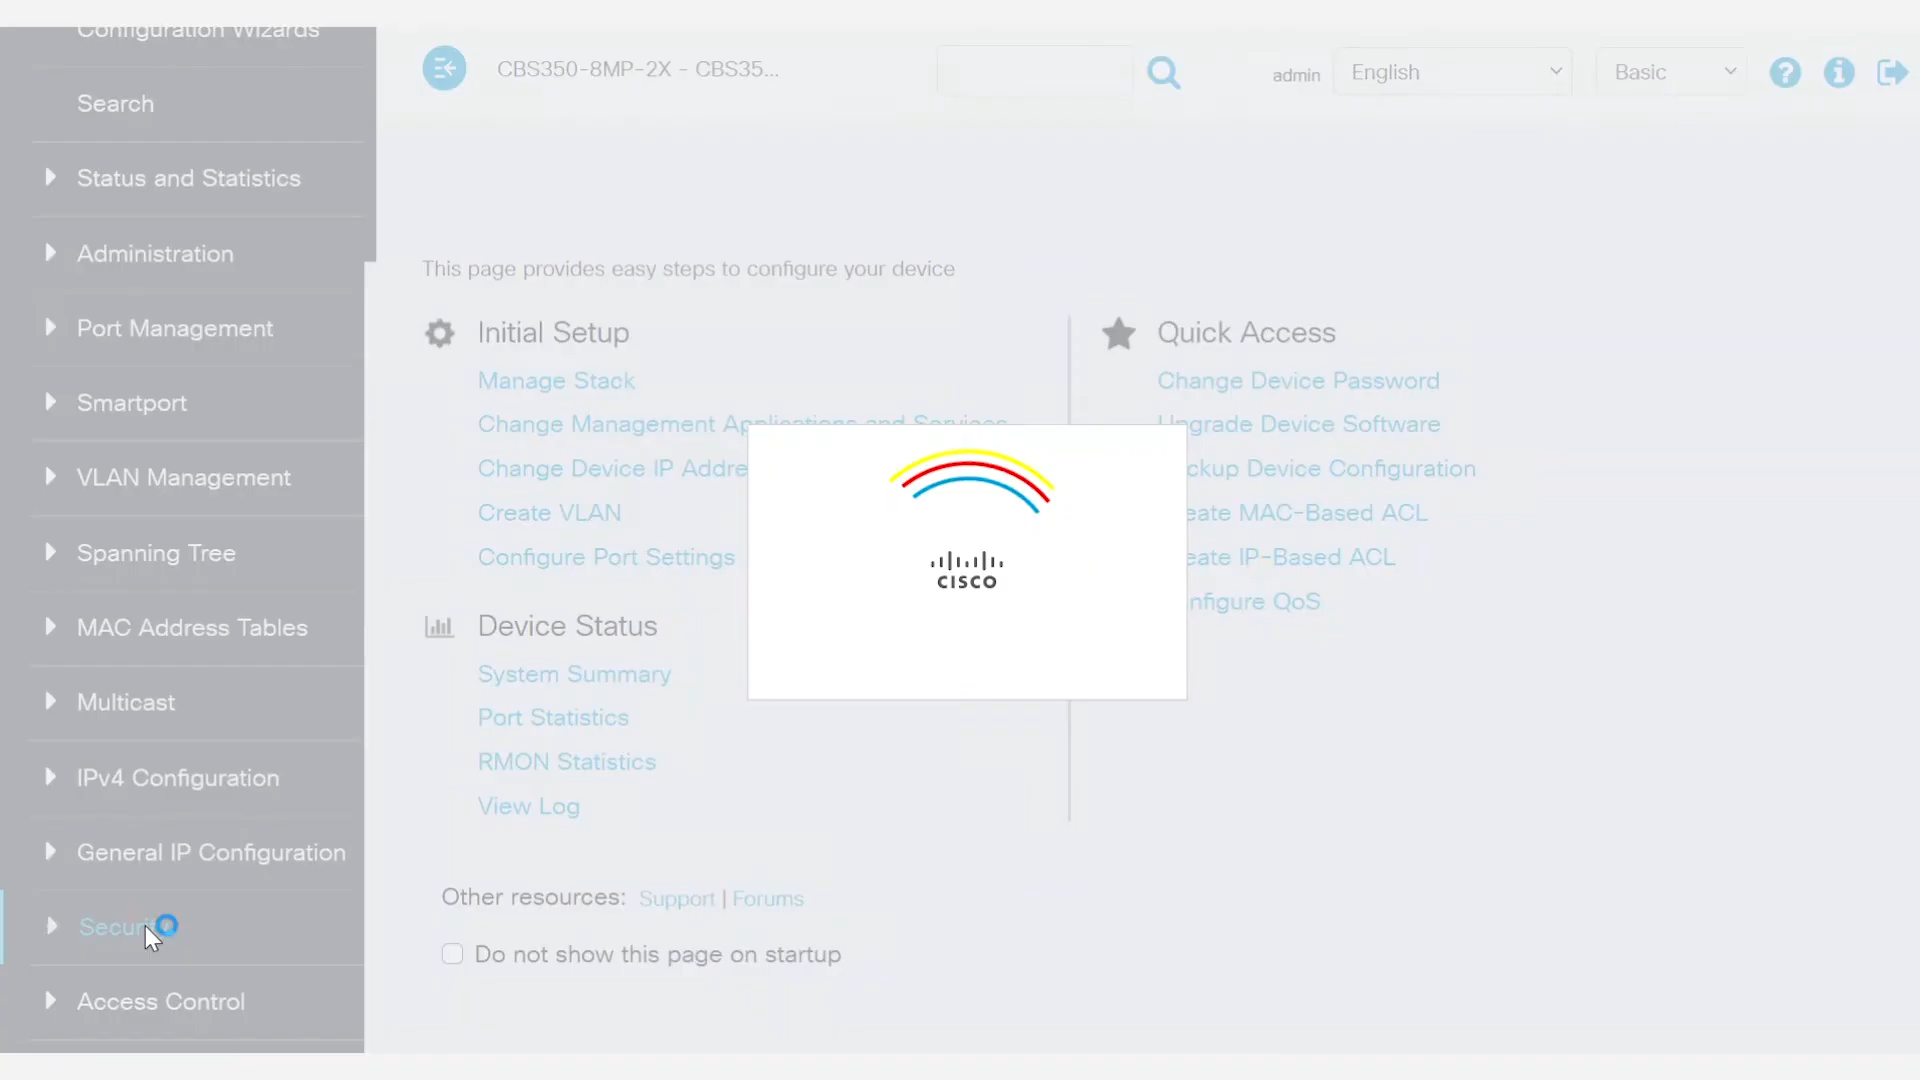 Configuration Wizards
Search
Status and Statistics
Administration
Port Management
Smartport
VLAN Management
Spanning Tree
MAC Address Tables
Multicast
IPv4 Configuration
General IP Configuration
Access Control
CBS350-8MP-2X - CBS35...
admin
English
Basic
This page provides easy steps to configure your device
Initial Setup
Manage Stack
Change Management Applications and Services
Change Device IP Addre
Create VLAN
Configure Port Settings
Device Status
System Summary
Port Statistics
RMON Statistics
View Log
Quick Access
Change Device Password
Upgrade Device Software
ckup Device Configuration
eate MAC-Based ACL
eate IP-Based ACL
nfigure QoS
CISCO
Other resources: Support | Forums
Do not show this page on startup